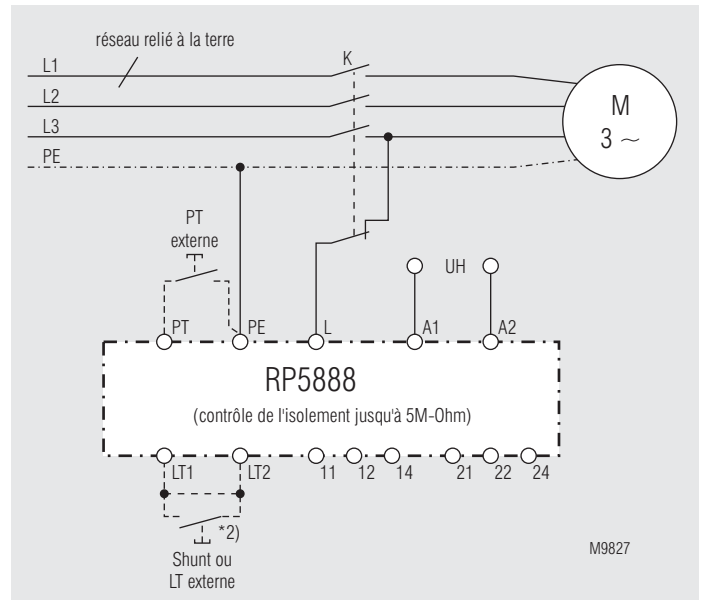 réseau relié à la terre
L1
K
L2
L3
PE
M
3 ~
PT
externe
UH
PT
PE
L
A1
A2
RP5888
(contrôle de l'isolement jusqu'à 5M-Ohm)
LT1
LT2
11
12
14
21
22
24
*2)
Shunt ou
LT externe
M9827